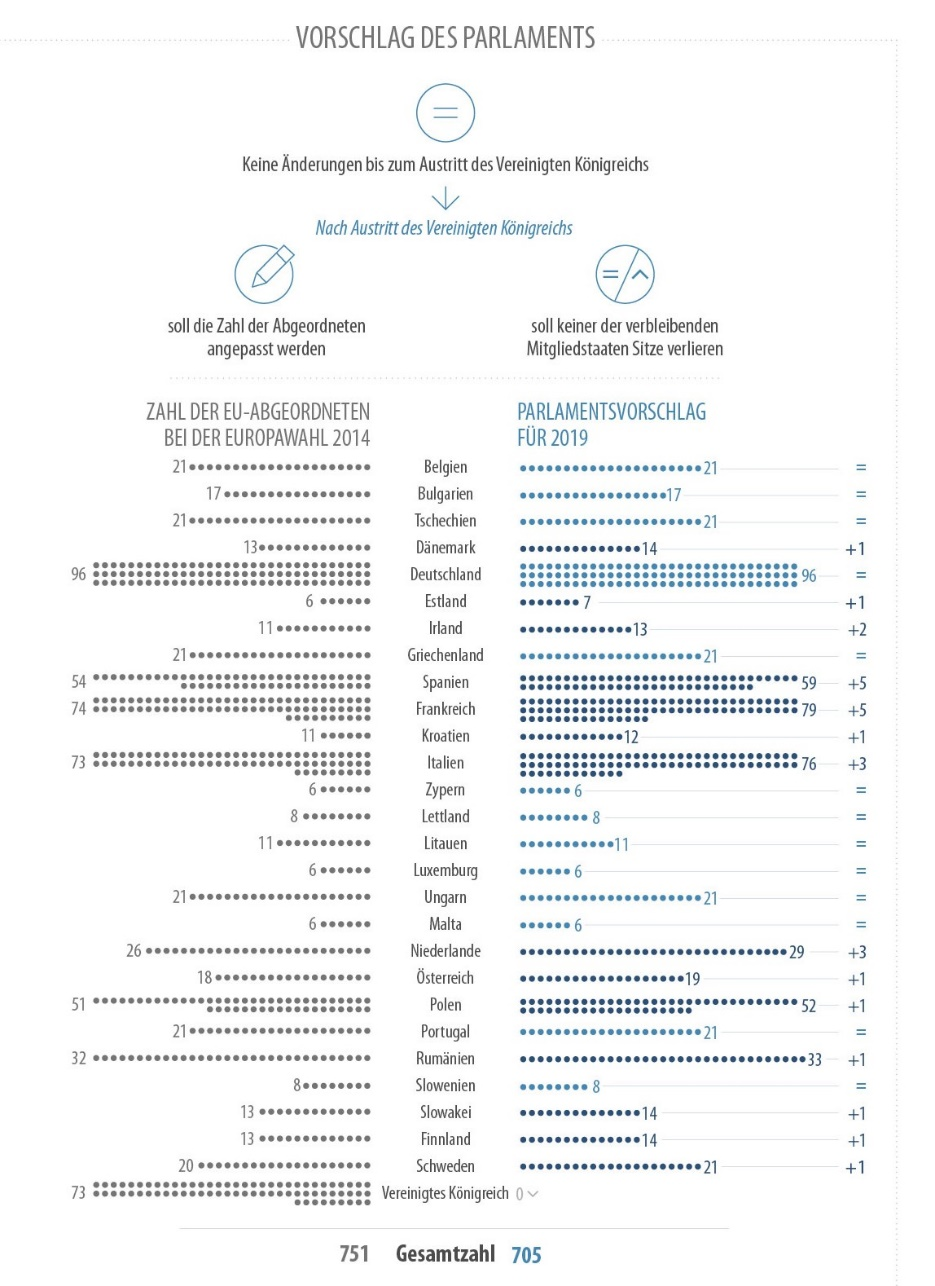 VORSCHLAG DES PARLAMENTS
Keine Änderungen bis zum Austritt des Vereinigten Königreichs
Nach Austritt des Vereinigten Königreichs
soll die Zahl der Abgeordneten
angepasst werden
soll keiner der verbleibenden
Mitgliedstaaten Sitze verlieren
ZAHL DER EU-ABGEORDNETEN
BEI DER EUROPAWAHL 2014
PARLAMENTSVORSCHLAG
FÜR 2019
21 Belgien 21 =
17 Bulgarien 17 =
21 Tschechien 21 =
13 Dänemark 14 +1
96 Deutschland 96 =
6 Estland 7 +1
11 Irland 13 +2
21 Griechenland 21 =
54 Spanien 59 +5
74 Frankreich 79 +5
11 Kroatien 12 +1
73 Italien 76 +3
6 Zypern 6 =
8 Lettland 8 =
11 Litauen 11 =
6 Luxemburg 6 =
21 Ungarn 21 =
6 Malta 6 =
26 Niederlande 29 +3
18 Österreich 19 +1
51 Polen 52 +1
21 Portugal 21 =
32 Rumänien 33 +1
8 Slowenien 8 =
13 Slowakei 14 +1
13 Finnland 14 +1
20 Schweden 21 +1
73 Vereinigtes Königreich 0
751 Gesamtzahl 705